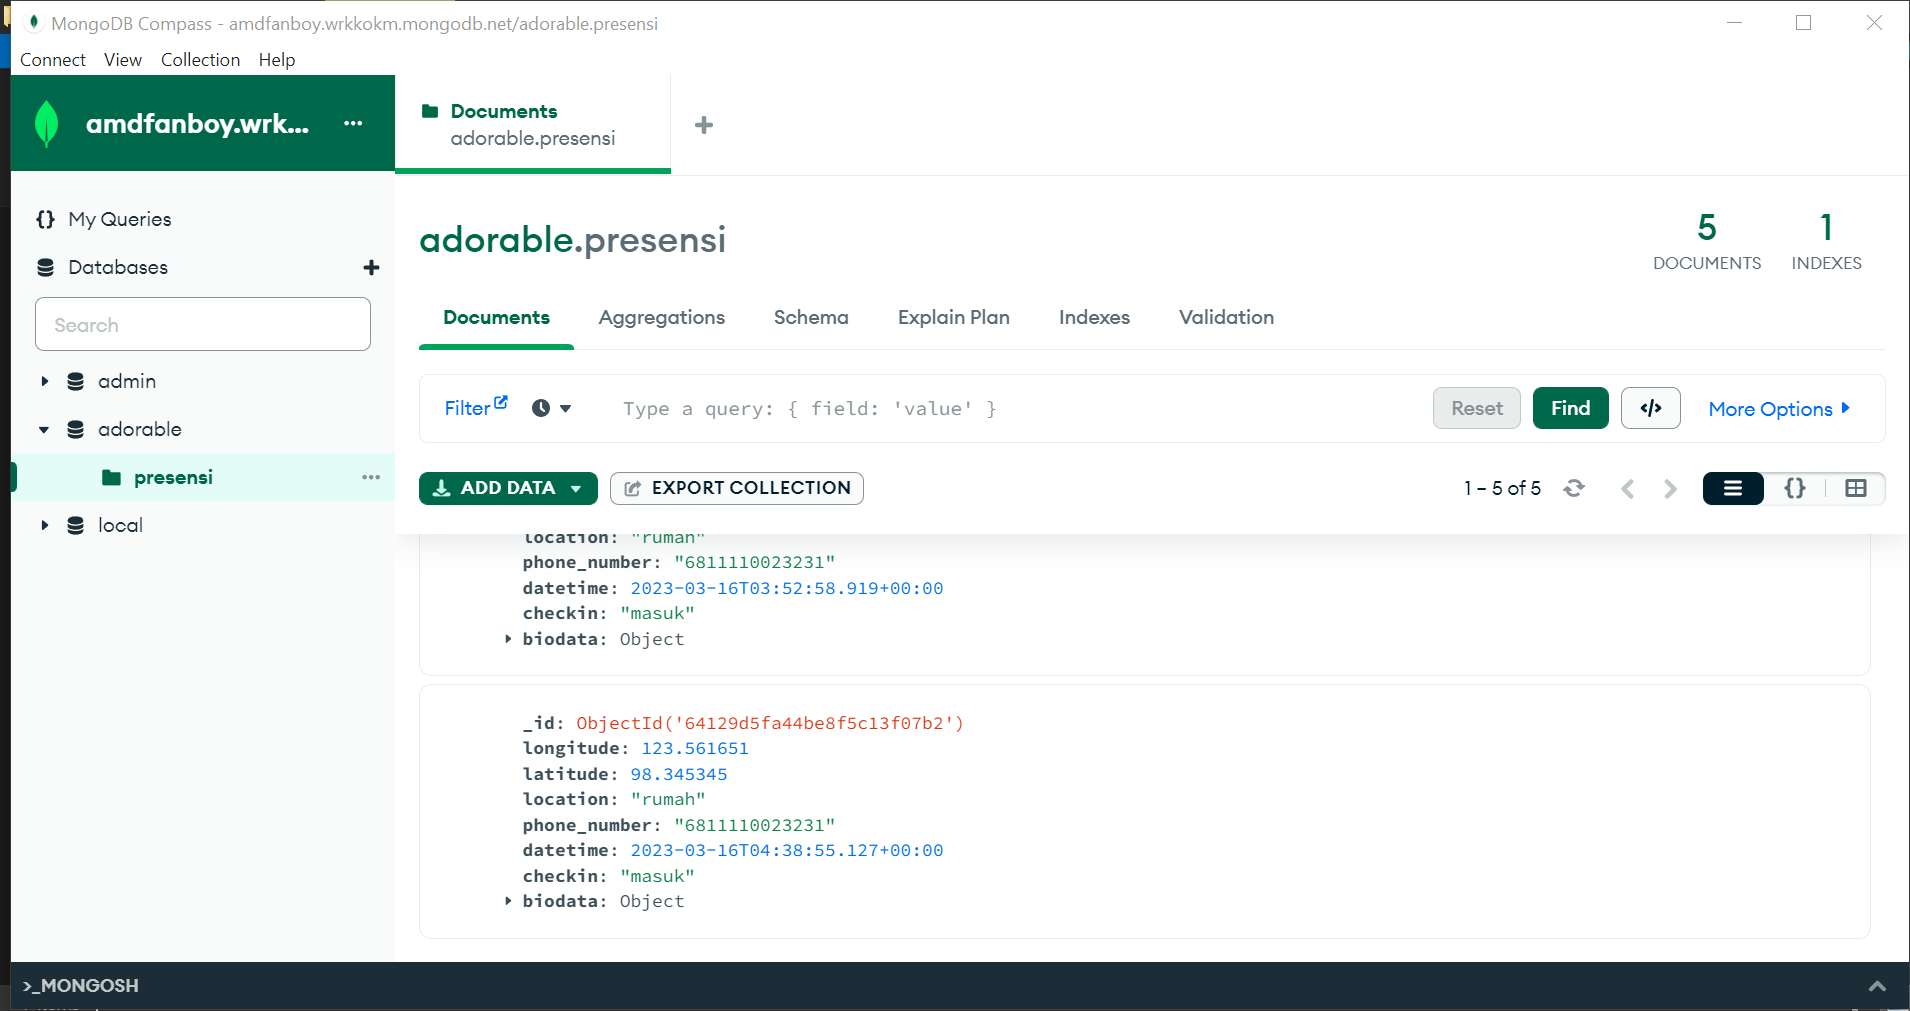 MongoDB Compass - amdfanboy.wrkkokm.mongodb.net/adorable.presensi
Connect View Collection Help
amdfanboy.wrk... ...
Documents
adorable.presensi
+
{} My Queries
Databases +
Search
admin
adorable
presensi ...
local
adorable.presensi
5
DOCUMENTS
1
INDEXES
Documents Aggregations Schema Explain Plan Indexes Validation
Filter Type a query: { field: 'value' } Reset Find </> More Options
ADD DATA EXPORT COLLECTION 1 – 5 of 5 {}
location: "rumah"
phone_number: "6811110023231"
datetime: 2023-03-16T03:52:58.919+00:00
checkin: "masuk"
biodata: Object
_id: ObjectId('64129d5fa44be8f5c13f07b2')
longitude: 123.561651
latitude: 98.345345
location: "rumah"
phone_number: "6811110023231"
datetime: 2023-03-16T04:38:55.127+00:00
checkin: "masuk"
biodata: Object
>_MONGOSH